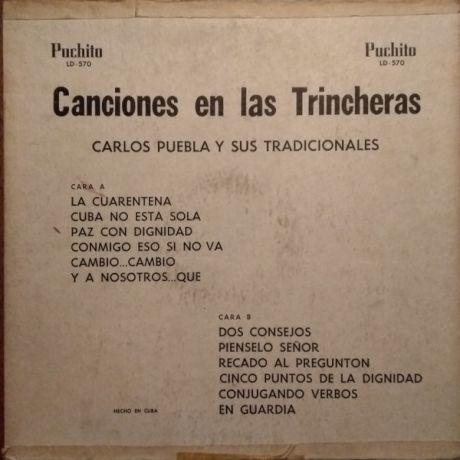 Puchito
LD-570
Puchito
LD-570
Canciones en las Trincheras
CARLOS PUEBLA Y SUS TRADICIONALES
CARA A
LA CUARENTENA
CUBA NO ESTA SOLA
PAZ CON DIGNIDAD
CONMIGO ESO SI NO VA
CAMBIO...CAMBIO
Y A NOSOTROS...QUE
CARA B
DOS CONSEJOS
PIENSELO SEÑOR
RECADO AL PREGUNTON
CINCO PUNTOS DE LA DIGNIDAD
CONJUGANDO VERBOS
EN GUARDIA
HECHO EN CUBA